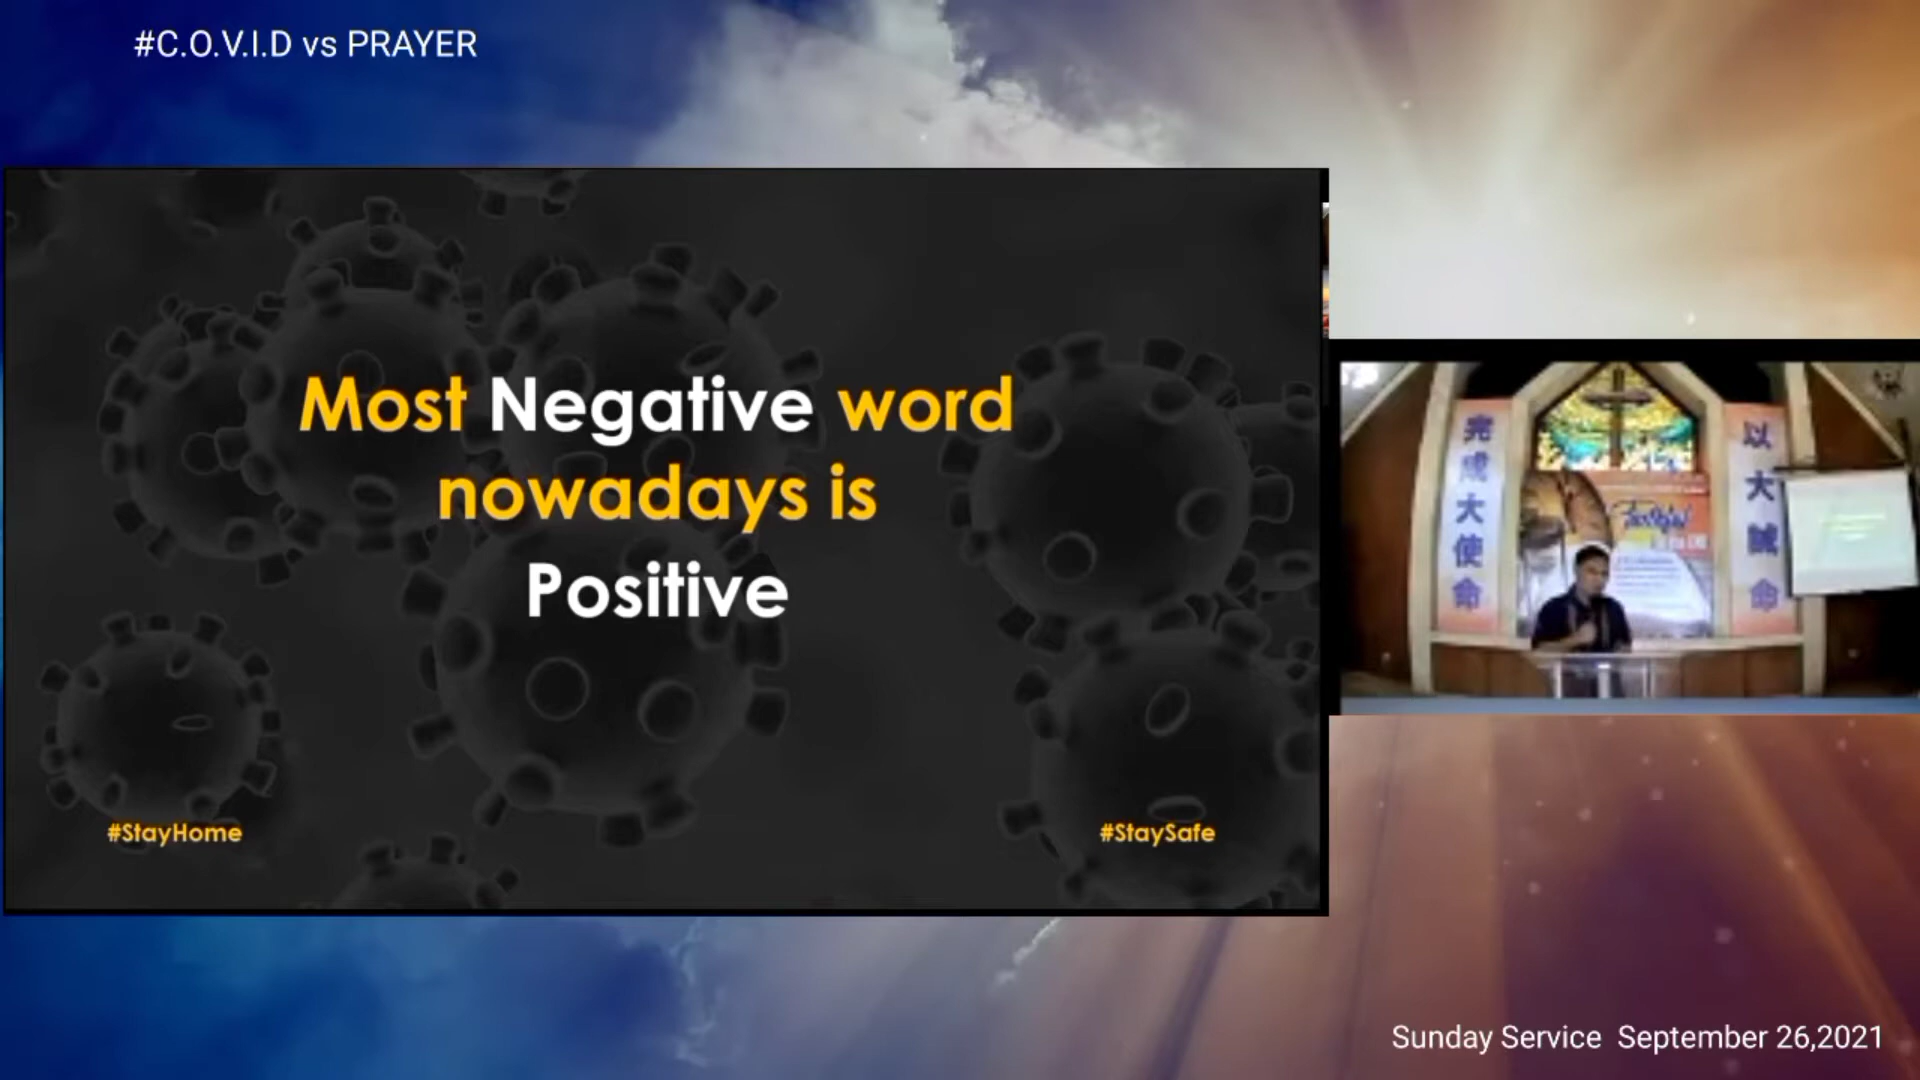 #C.O.V.I.D vs PRAYER
Most Negative word
nowadays is
Positive
#StayHome
#StaySafe
完成大使命
以大誡命
Faithful
Sunday Service September 26,2021